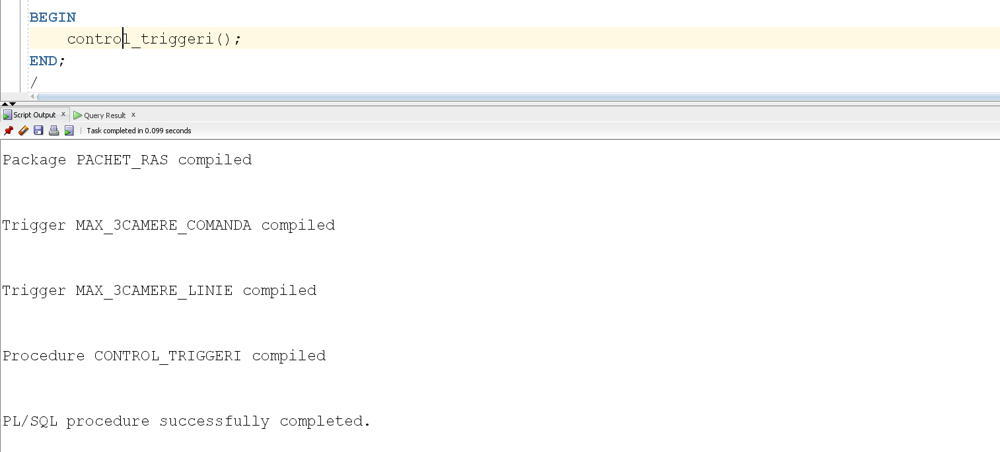 BEGIN
control_triggeri();
END;
/
Script Output x Query Result x
Task completed in 0.099 seconds
Package PACHET_RAS compiled
Trigger MAX_3CAMERE_COMANDA compiled
Trigger MAX_3CAMERE_LINIE compiled
Procedure CONTROL_TRIGGERI compiled
PL/SQL procedure successfully completed.